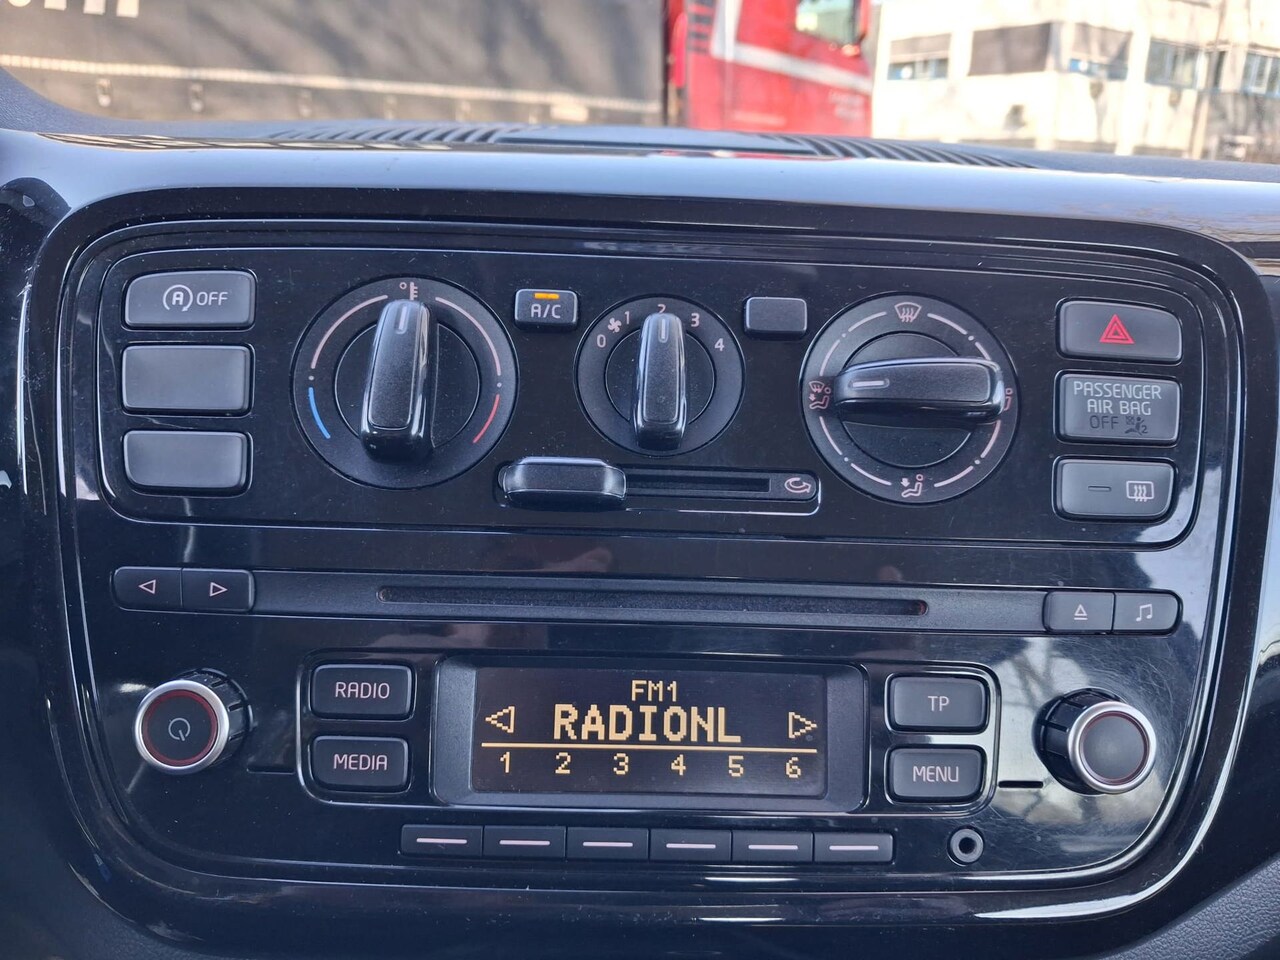 A OFF
A/C
0 1 2 3 4
PASSENGER
AIR BAG
OFF 2
RADIO
MEDIA
FM1
RADIONL
1 2 3 4 5 6
TP
MENU